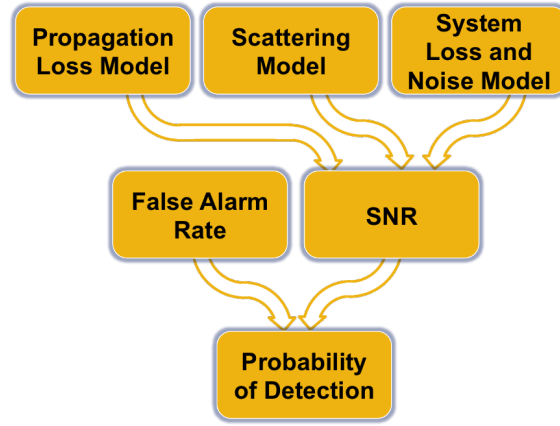 Propagation
Loss Model
Scattering
Model
System
Loss and
Noise Model
False Alarm
Rate
SNR
Probability
of Detection